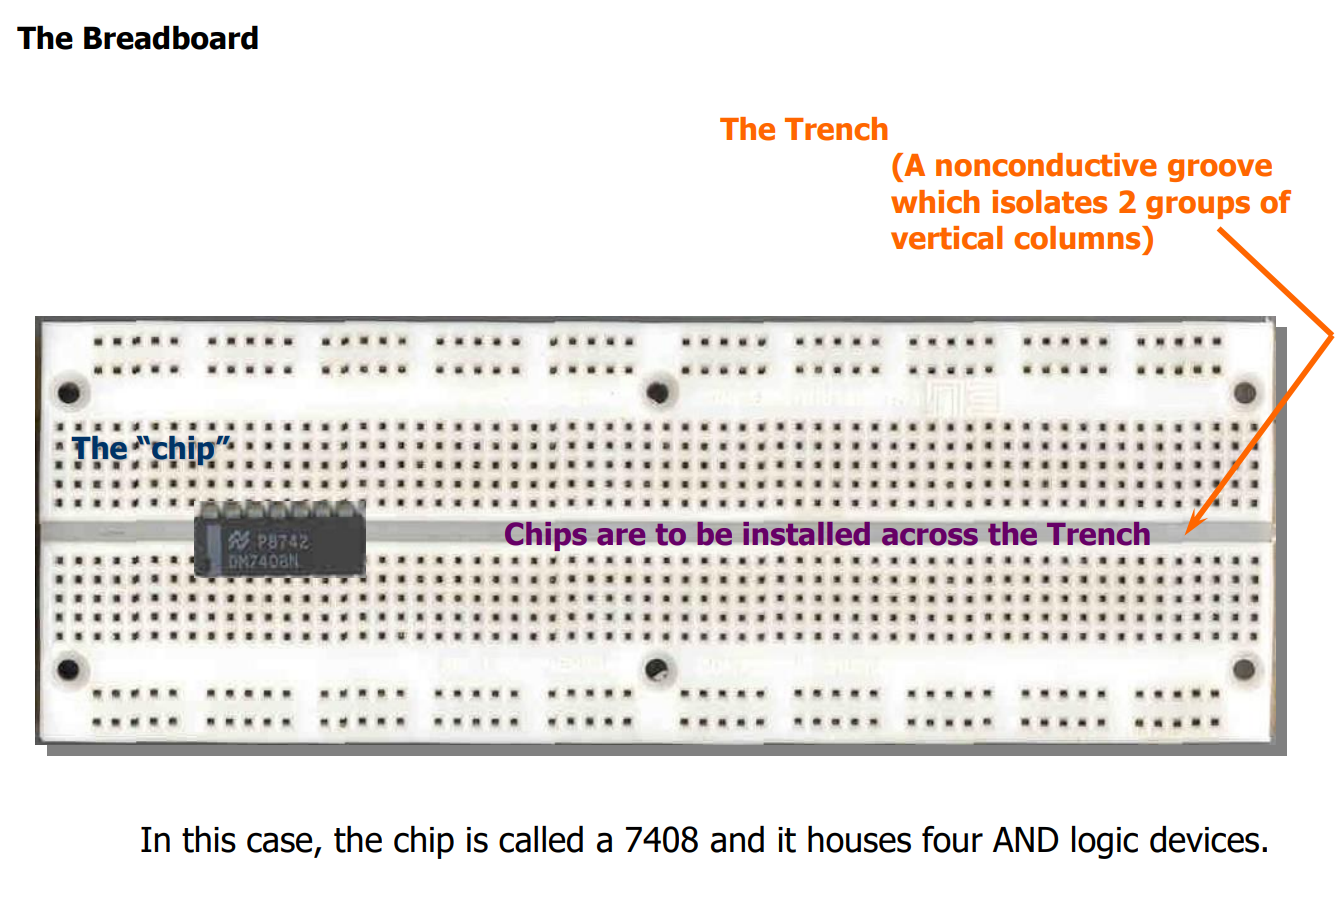 The Breadboard
The Trench
(A nonconductive groove
which isolates 2 groups of
vertical columns)
The “chip”
P8742
DM7408N
Chips are to be installed across the Trench
In this case, the chip is called a 7408 and it houses four AND logic devices.